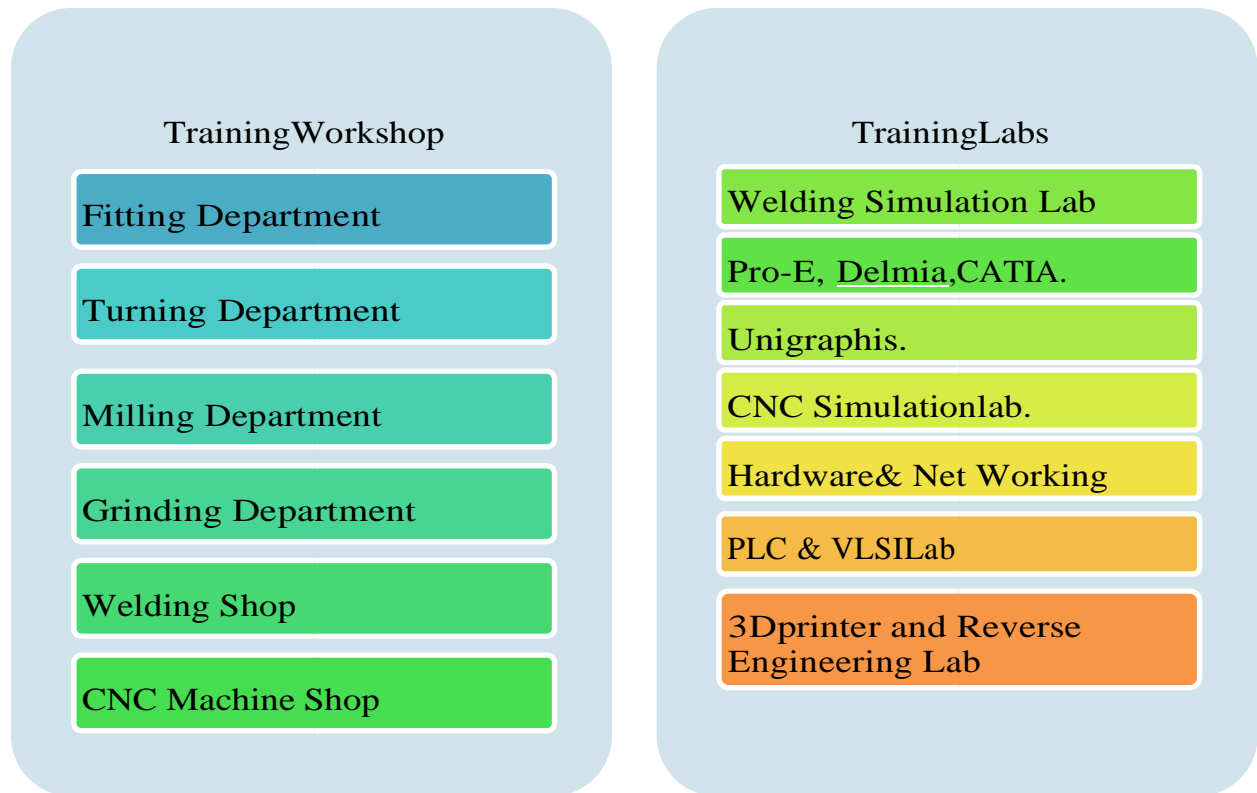 TrainingWorkshop
Fitting Department
Turning Department
Milling Department
Grinding Department
Welding Shop
CNC Machine Shop
TrainingLabs
Welding Simulation Lab
Pro-E, Delmia,CATIA.
Unigraphis.
CNC Simulationlab.
Hardware& Net Working
PLC & VLSILab
3Dprinter and Reverse
Engineering Lab